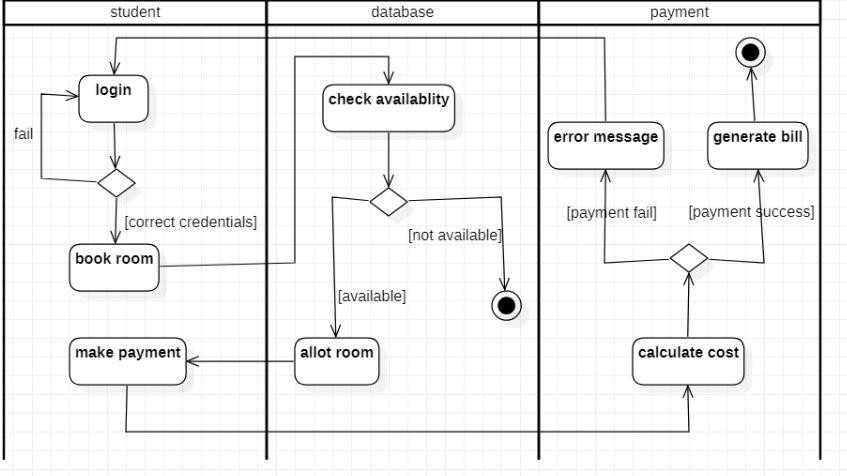 student
database
payment
login
check availablity
error message
generate bill
fail
[correct credentials]
[payment fail]
[payment success]
[not available]
book room
[available]
make payment
allot room
calculate cost